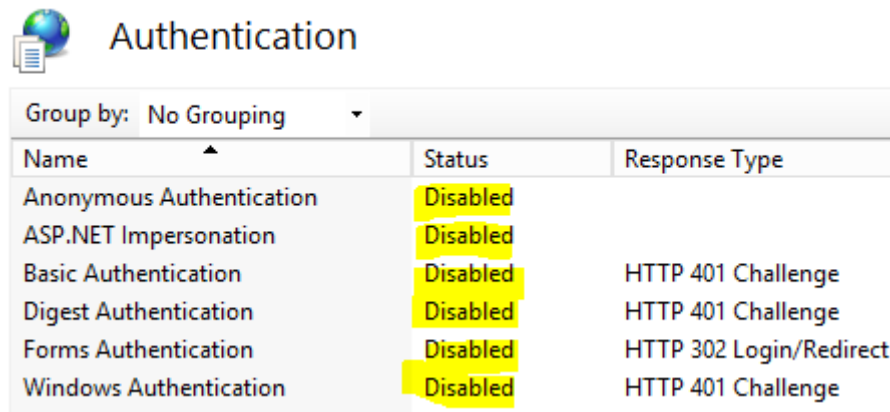 Authentication
Group by: No Grouping
Name Status Response Type
Anonymous Authentication Disabled
ASP.NET Impersonation Disabled
Basic Authentication Disabled HTTP 401 Challenge
Digest Authentication Disabled HTTP 401 Challenge
Forms Authentication Disabled HTTP 302 Login/Redirect
Windows Authentication Disabled HTTP 401 Challenge